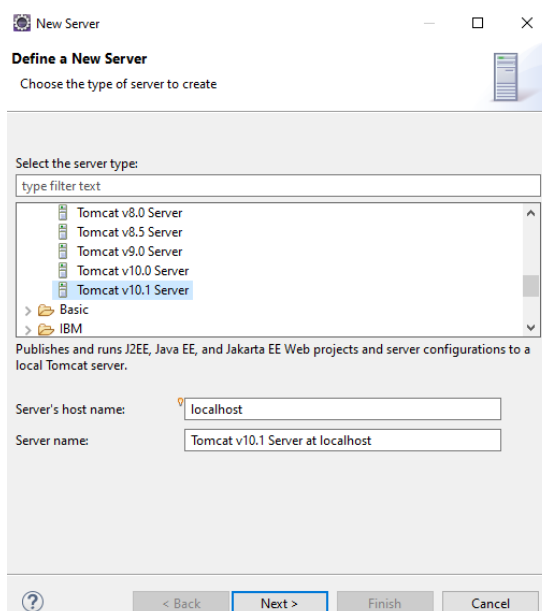 New Server
Define a New Server
Choose the type of server to create
Select the server type:
type filter text
Tomcat v8.0 Server
Tomcat v8.5 Server
Tomcat v9.0 Server
Tomcat v10.0 Server
Tomcat v10.1 Server
Basic
IBM
Publishes and runs J2EE, Java EE, and Jakarta EE Web projects and server configurations to a
local Tomcat server.
Server's host name: localhost
Server name: Tomcat v10.1 Server at localhost
? < Back Next > Finish Cancel